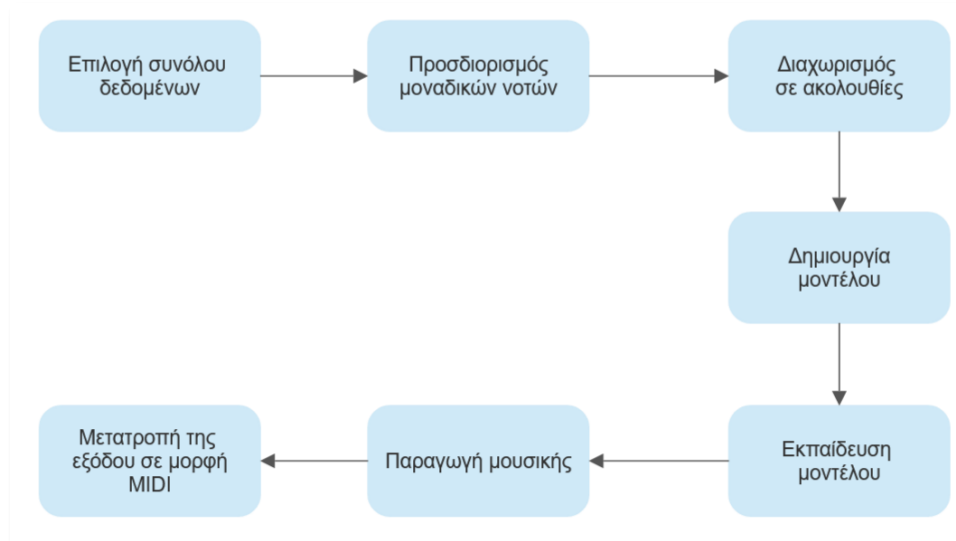 Επιλογή συνόλου
δεδομένων
Προσδιορισμός
μοναδικών νοτών
Διαχωρισμός
σε ακολουθίες
Δημιουργία
μοντέλου
Εκπαίδευση
μοντέλου
Παραγωγή μουσικής
Μετατροπή της
εξόδου σε μορφή
MIDI